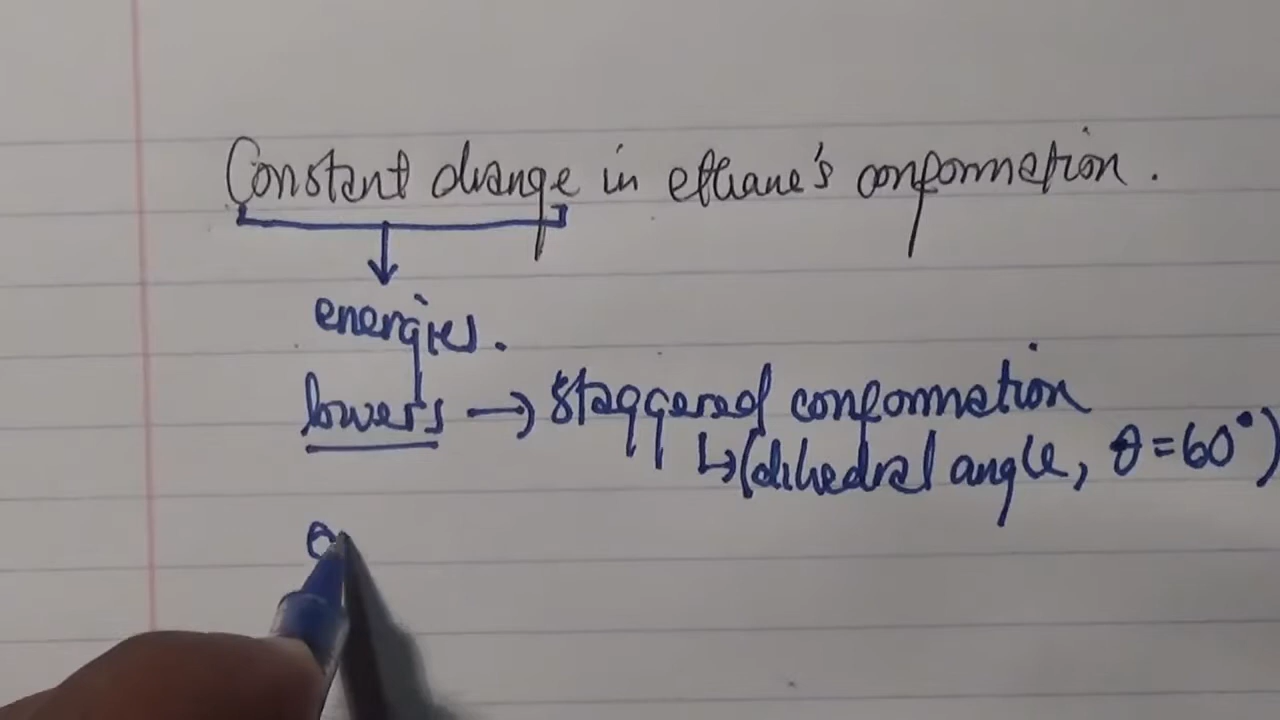 Constant change in ethane's conformation.
energies.
lowers → staggered conformation
↳(dihedral angle, θ=60°)